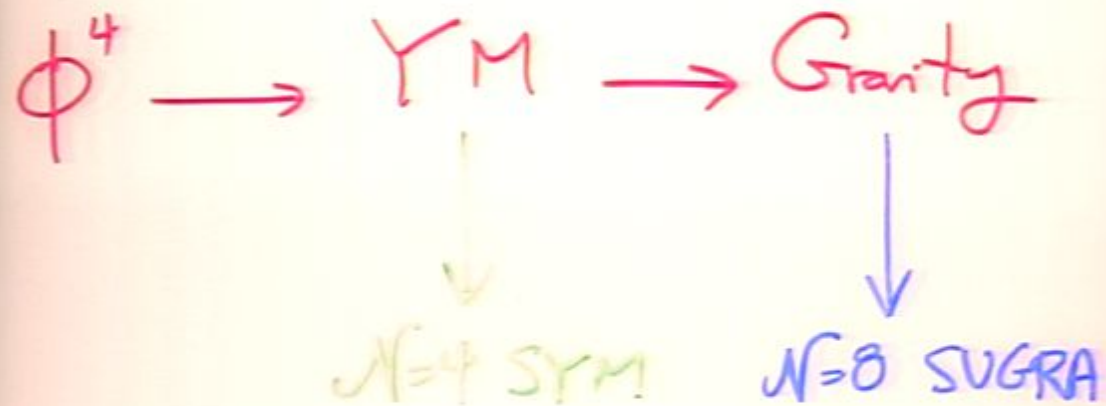 ϕ⁴ → YM → Gravity
N=4 SYM N=8 SUGRA